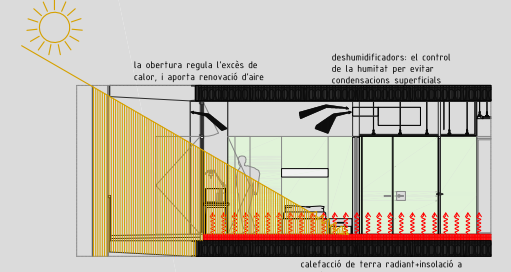 la obertura regula l'excés de
calor, i aporta renovació d'aire
deshumidificadors: el control
de la humitat per evitar
condensacions superficials
calefacció de terra radiant+insolació a